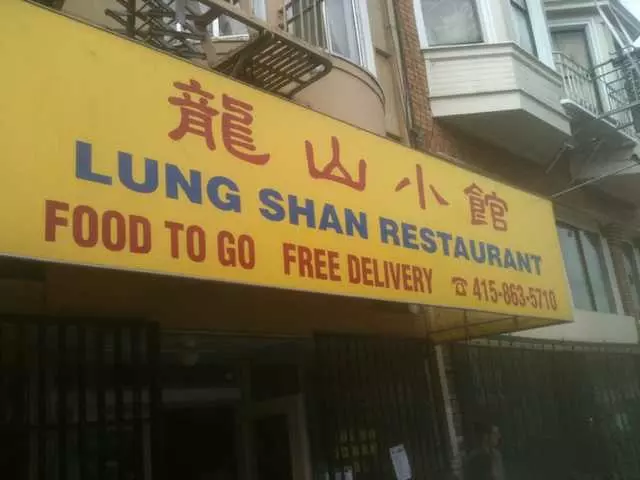 龍山小館
LUNG SHAN RESTAURANT
FOOD TO GO FREE DELIVERY ☎ 415-863-5710